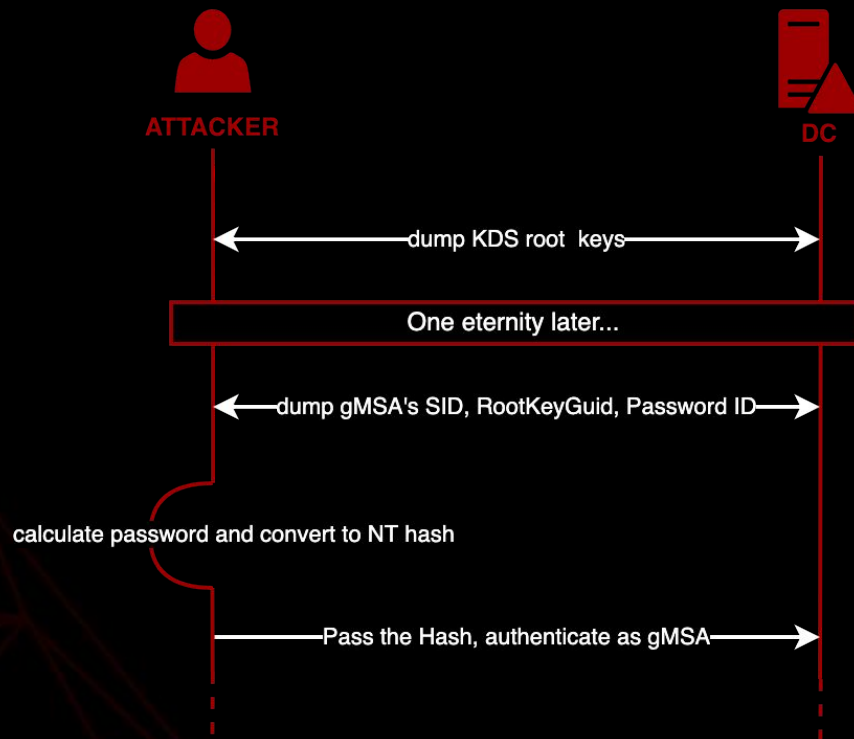 ATTACKER
DC
dump KDS root  keys
One eternity later...
dump gMSA's SID, RootKeyGuid, Password ID
calculate password and convert to NT hash
Pass the Hash, authenticate as gMSA